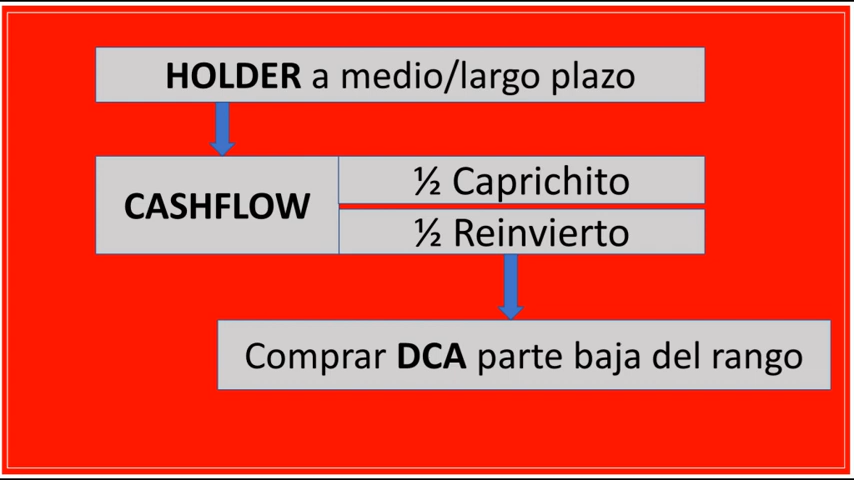 HOLDER a medio/largo plazo
CASHFLOW
½ Caprichito
½ Reinvierto
Comprar DCA parte baja del rango